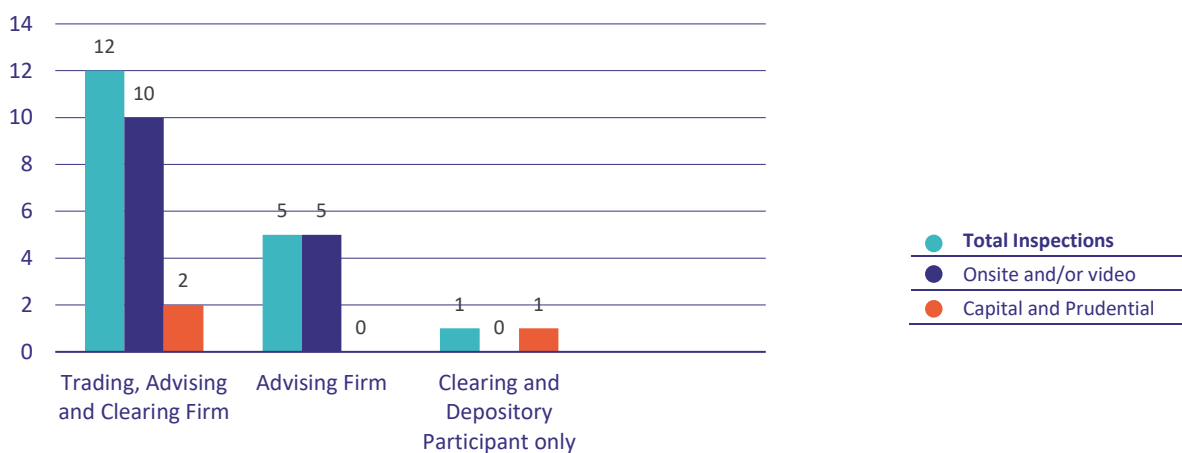 14
12
10
8
6
4
2
0
12
10
2
5
5
0
1
0
1
Trading, Advising
and Clearing Firm
Advising Firm
Clearing and
Depository
Participant only
Total Inspections
Onsite and/or video
Capital and Prudential